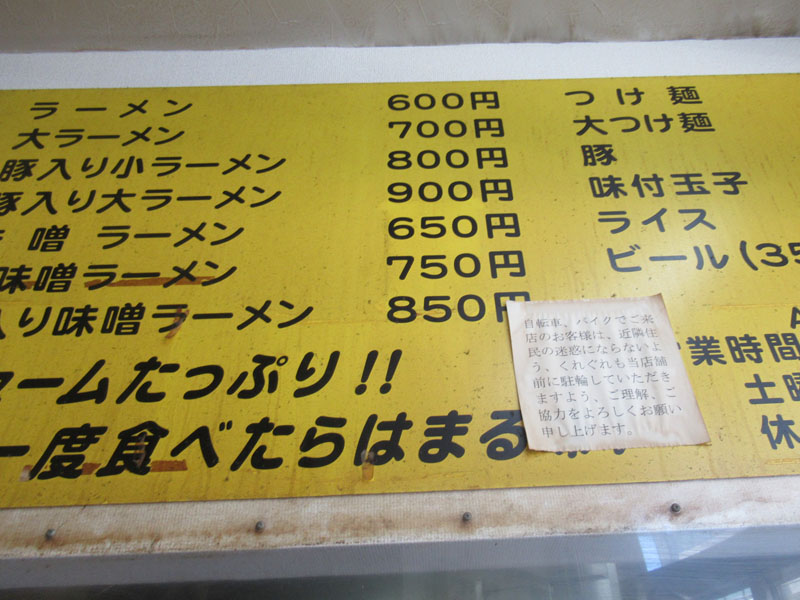 ラーメン 600円 つけ麺
大ラーメン 700円 大つけ麺
豚入り小ラーメン 800円 豚
豚入り大ラーメン 900円 味付玉子
噌 ラーメン 650円 ライス
味噌ラーメン 750円 ビール(35
入り味噌ラーメン 850円
ームたっぷり!!
一度食べたらはまる
自転車、バイクでご来
店のお客様は、近隣住
民の迷惑にならないよ
う、くれぐれも当店舗
前に駐輪していただき
ますよう、ご理解、ご
協力をよろしくお願い
申し上げます。
営業時間
土曜
休